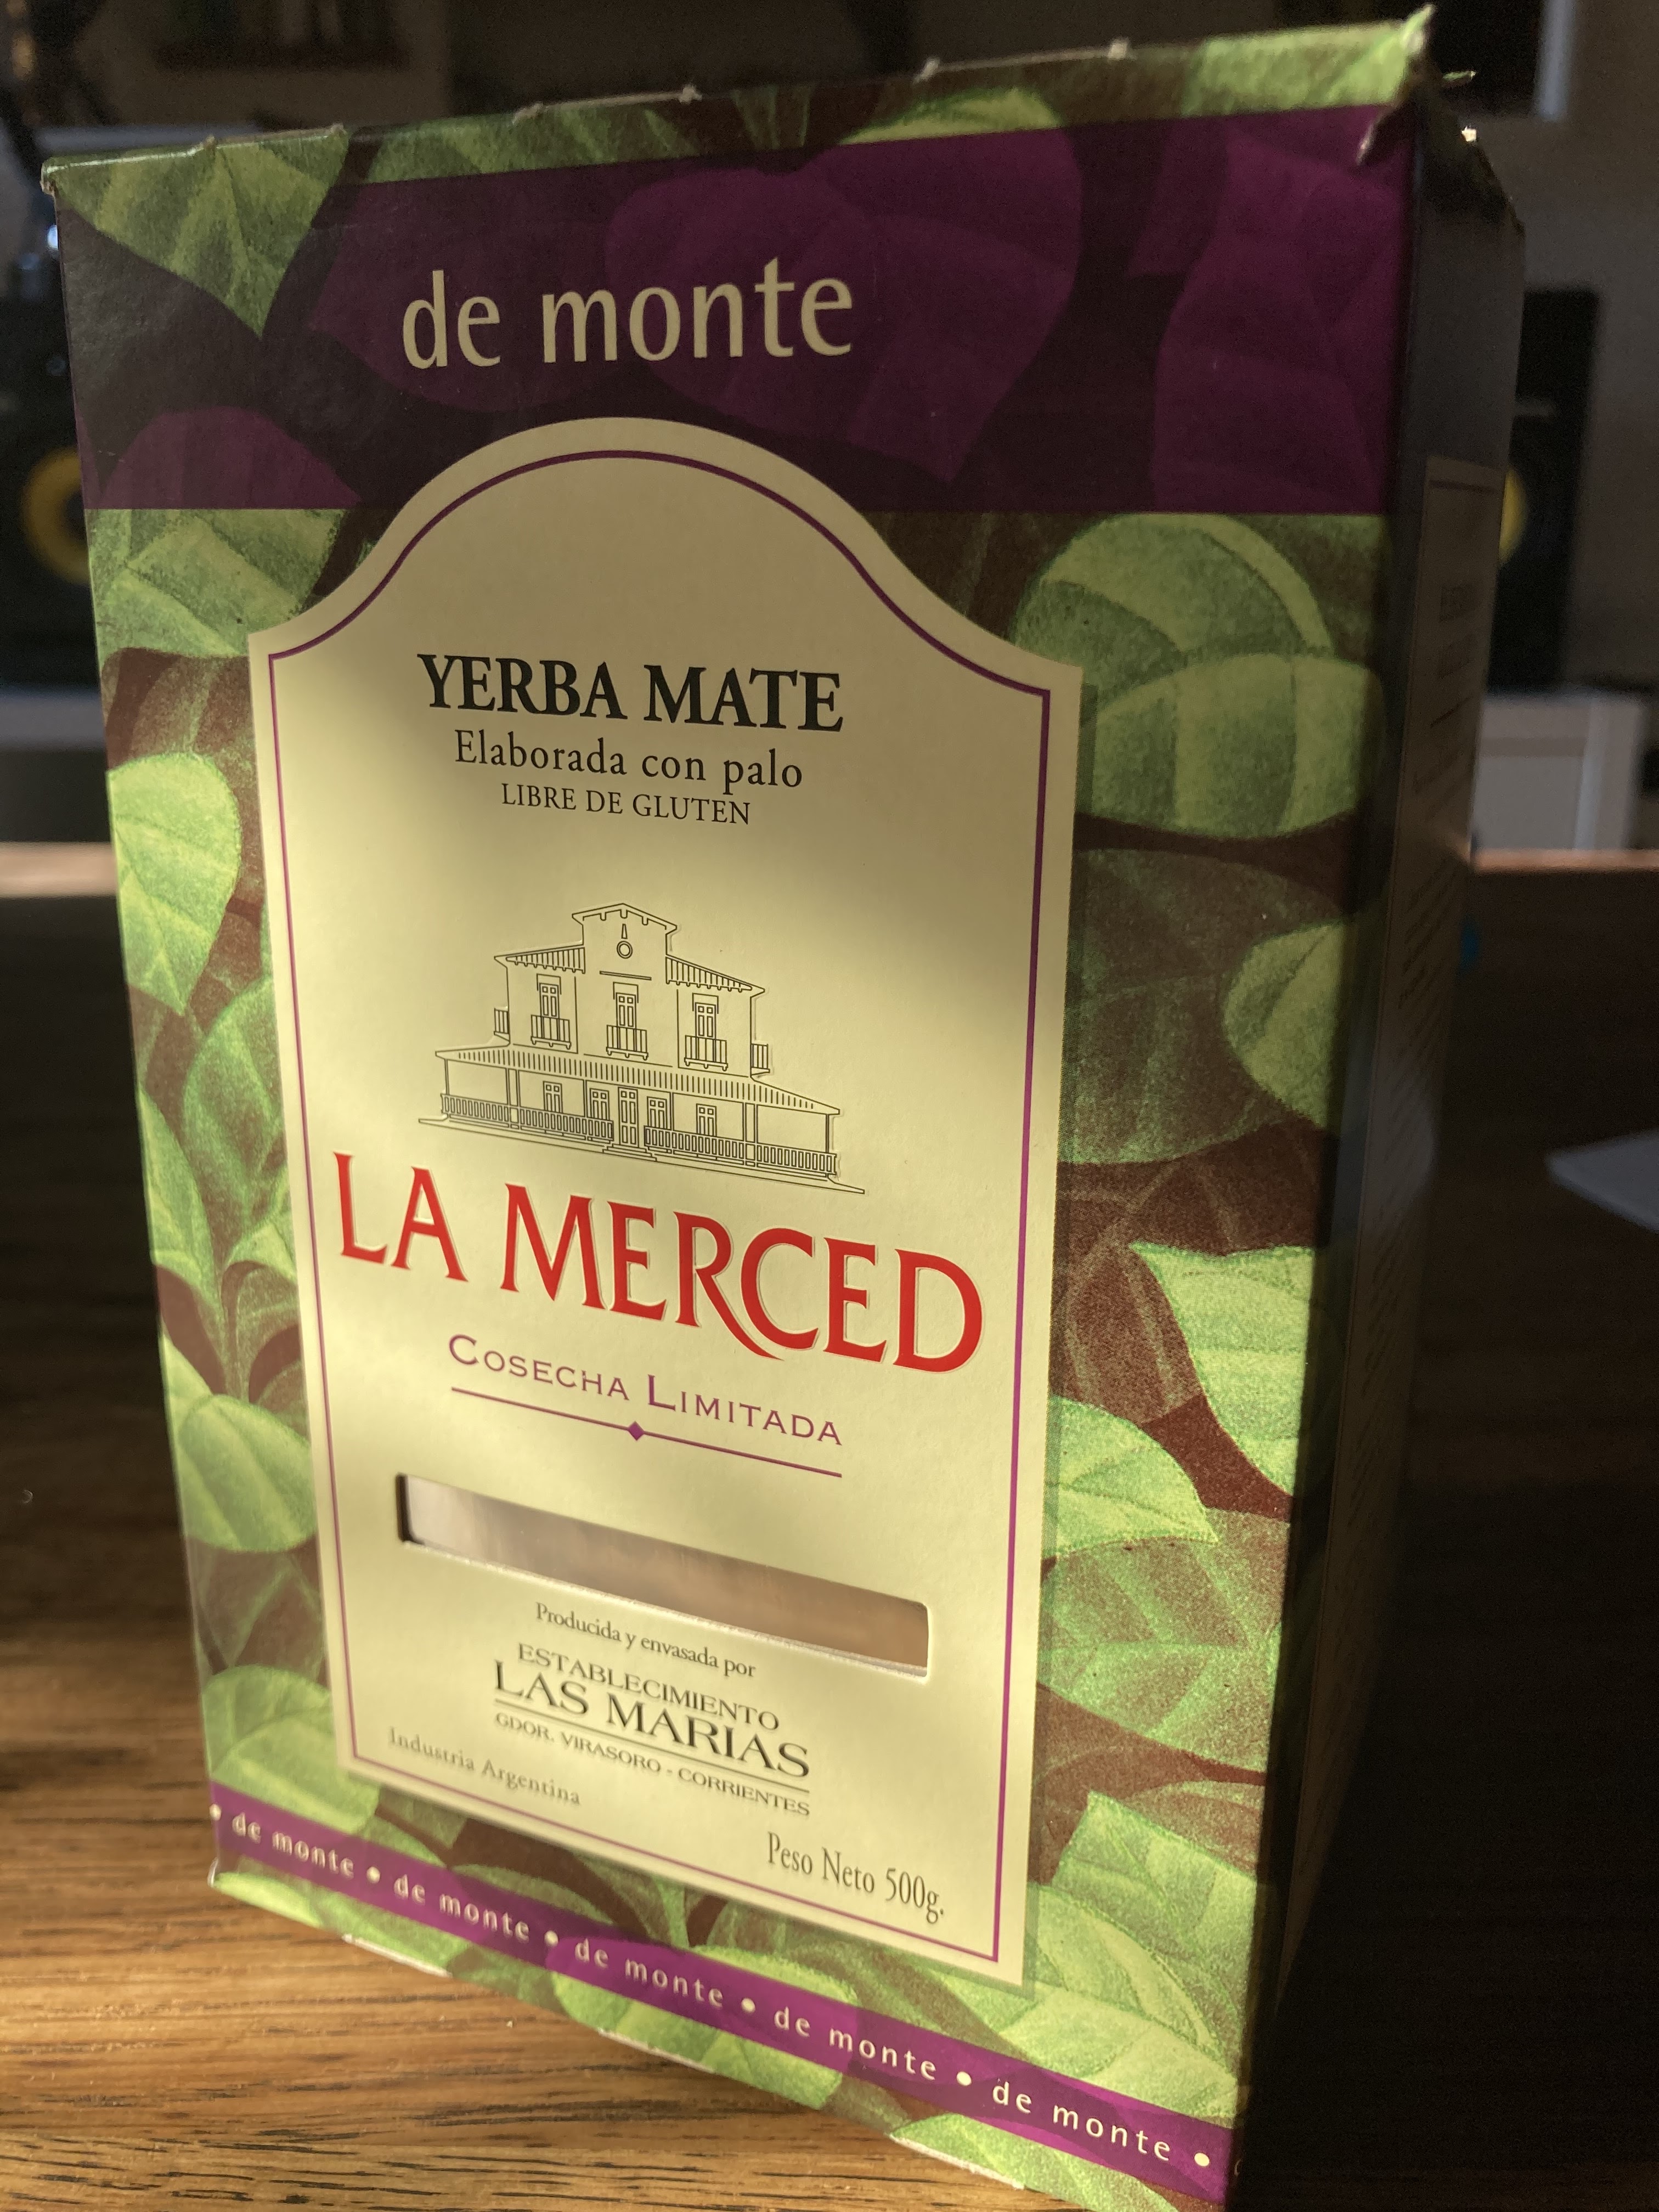 de monte
YERBA MATE
Elaborada con palo
LIBRE DE GLUTEN
LA MERCED
COSECHA LIMITADA
Producida y envasada por
ESTABLECIMIENTO
LAS MARIAS
GDOR. VIRASORO - CORRIENTES
Industria Argentina
Peso Neto 500g.
• de monte • de monte • de monte • de monte • de monte •